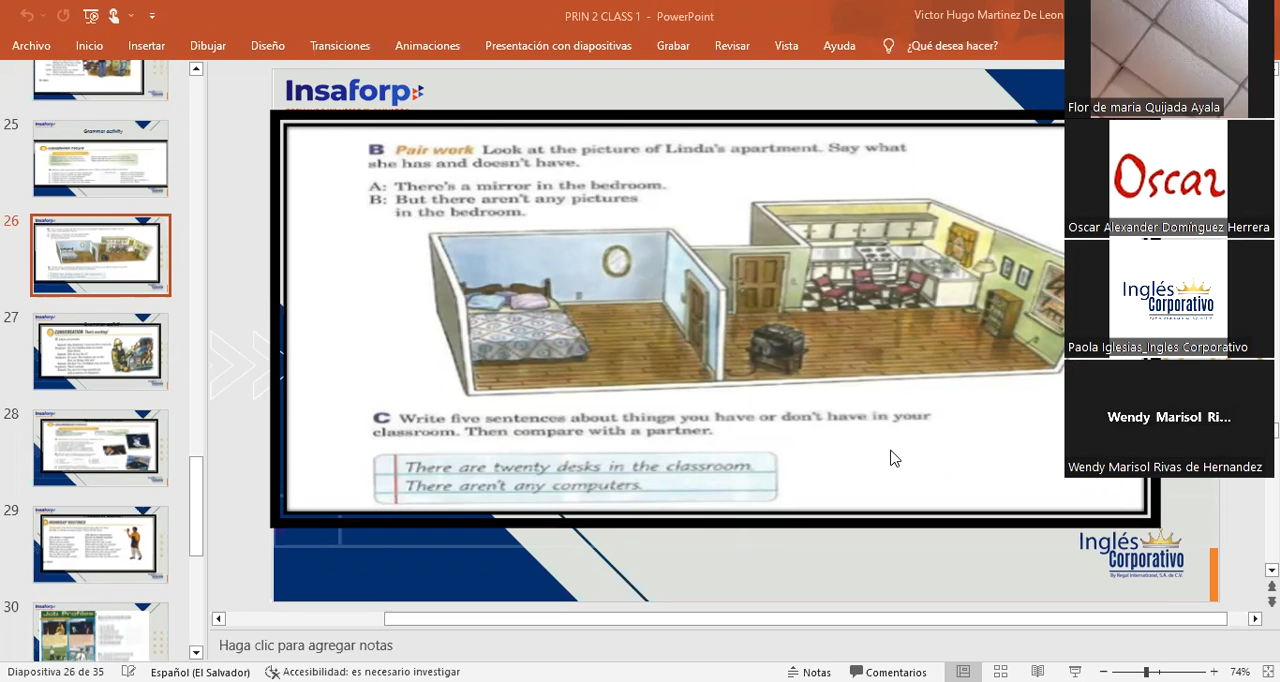 PRIN 2 CLASS 1 - PowerPoint
Victor Hugo Martinez De Leon
Archivo Inicio Insertar Dibujar Diseño Transiciones Animaciones Presentación con diapositivas Grabar Revisar Vista Ayuda ¿Qué desea hacer?
25
26
27
28
29
30
Insaforp
B Pair work Look at the picture of Linda's apartment. Say what
she has and doesn't have.
A: There's a mirror in the bedroom.
B: But there aren't any pictures
in the bedroom.
C Write five sentences about things you have or don't have in your
classroom. Then compare with a partner.
There are twenty desks in the classroom.
There aren't any computers.
Inglés
Corporativo
By Regal International, S.A. de C.V.
Flor de maria Quijada Ayala
Oscar
Oscar Alexander Domínguez Herrera
Inglés
Corporativo
Paola Iglesias_Ingles Corporativo
Wendy Marisol Ri...
Wendy Marisol Rivas de Hernandez
Haga clic para agregar notas
Diapositiva 26 de 35 Español (El Salvador) Accesibilidad: es necesario investigar Notas Comentarios 74%